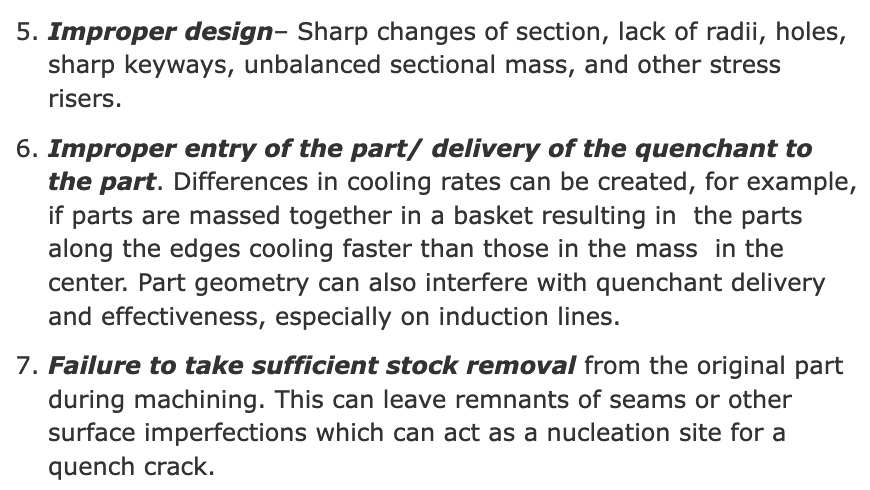 5. Improper design– Sharp changes of section, lack of radii, holes,
sharp keyways, unbalanced sectional mass, and other stress
risers.
6. Improper entry of the part/ delivery of the quenchant to
the part. Differences in cooling rates can be created, for example,
if parts are massed together in a basket resulting in  the parts
along the edges cooling faster than those in the mass  in the
center. Part geometry can also interfere with quenchant delivery
and effectiveness, especially on induction lines.
7. Failure to take sufficient stock removal from the original part
during machining. This can leave remnants of seams or other
surface imperfections which can act as a nucleation site for a
quench crack.